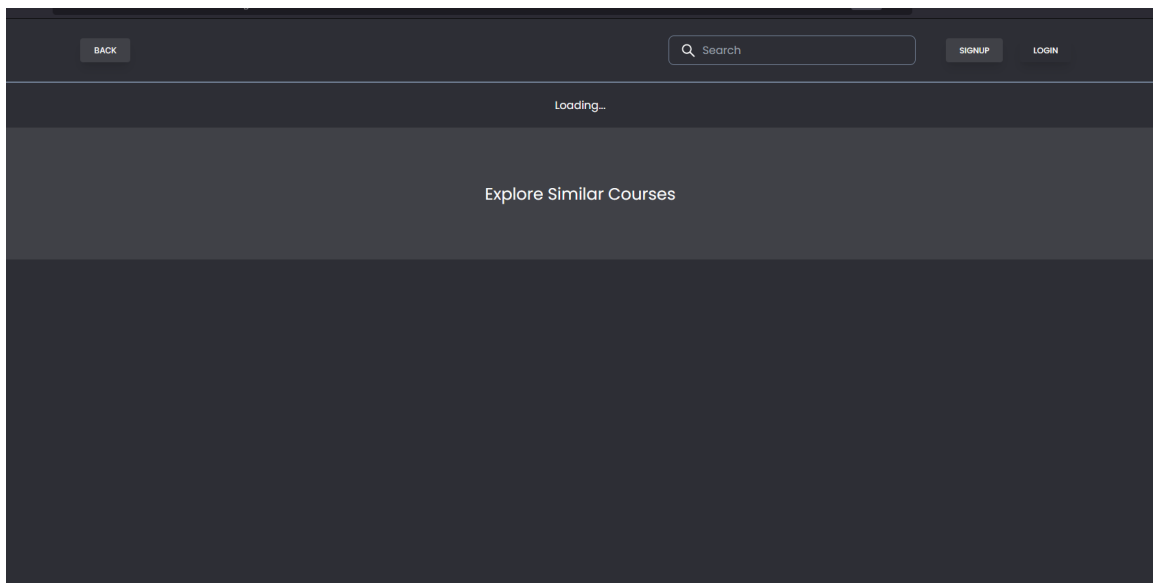 BACK
Search
SIGNUP
LOGIN
Loading...
Explore Similar Courses